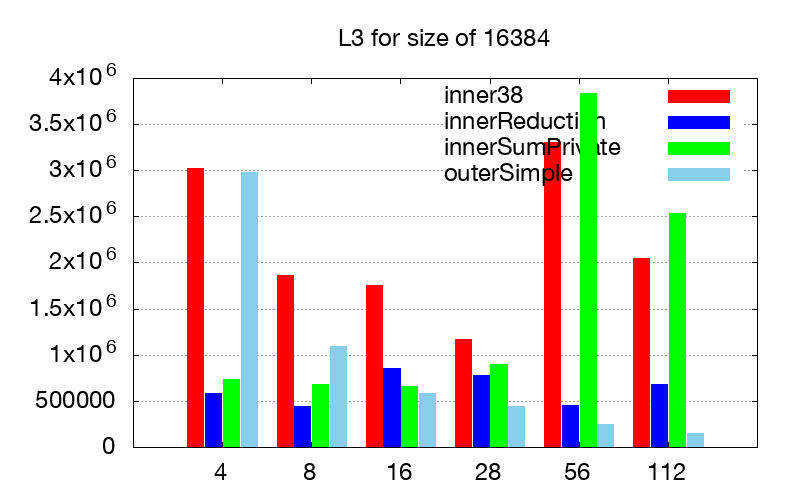 L3 for size of 16384
4x10^6
3.5x10^6
3x10^6
2.5x10^6
2x10^6
1.5x10^6
1x10^6
500000
0
inner38
innerReduction
innerSumPrivate
outerSimple
4 8 16 28 56 112